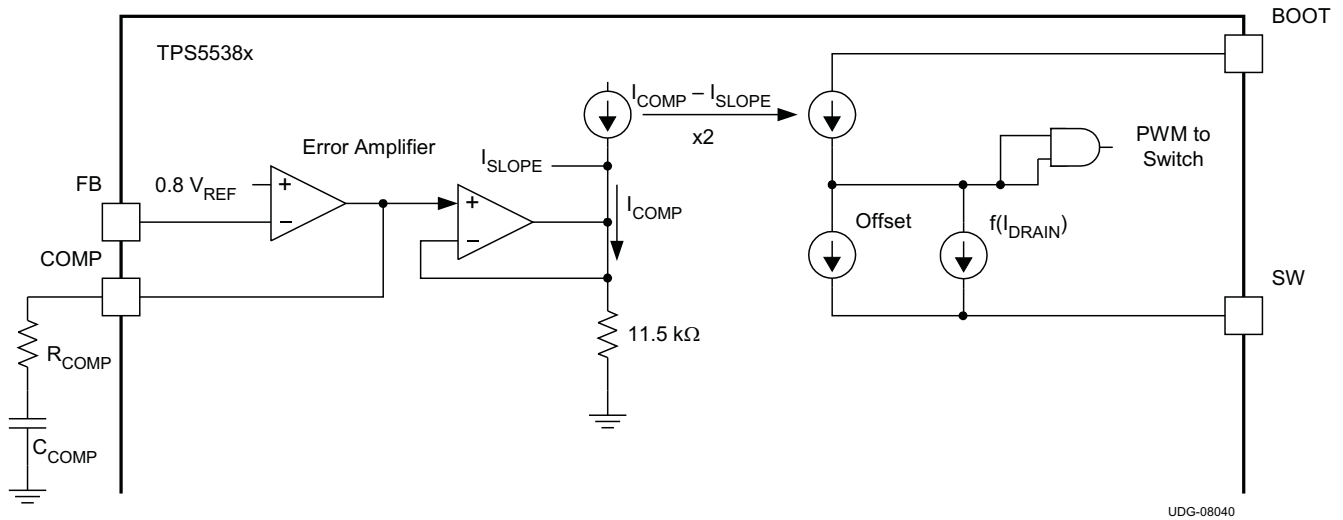 BOOT
TPS5538x
I_COMP – I_SLOPE
x2
Error Amplifier
PWM to
Switch
I_SLOPE
FB
0.8 V_REF
+
−
+
−
I_COMP
Offset
f(I_DRAIN)
COMP
SW
11.5 kΩ
R_COMP
C_COMP
UDG-08040